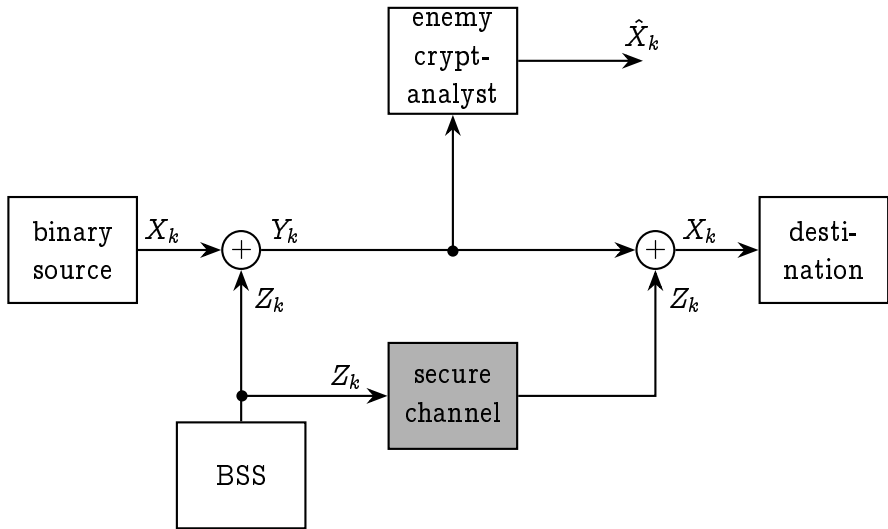 enemy
crypt-
analyst
X̂_k
binary
source
X_k
+
Y_k
+
X_k
desti-
nation
Z_k
Z_k
Z_k
secure
channel
BSS